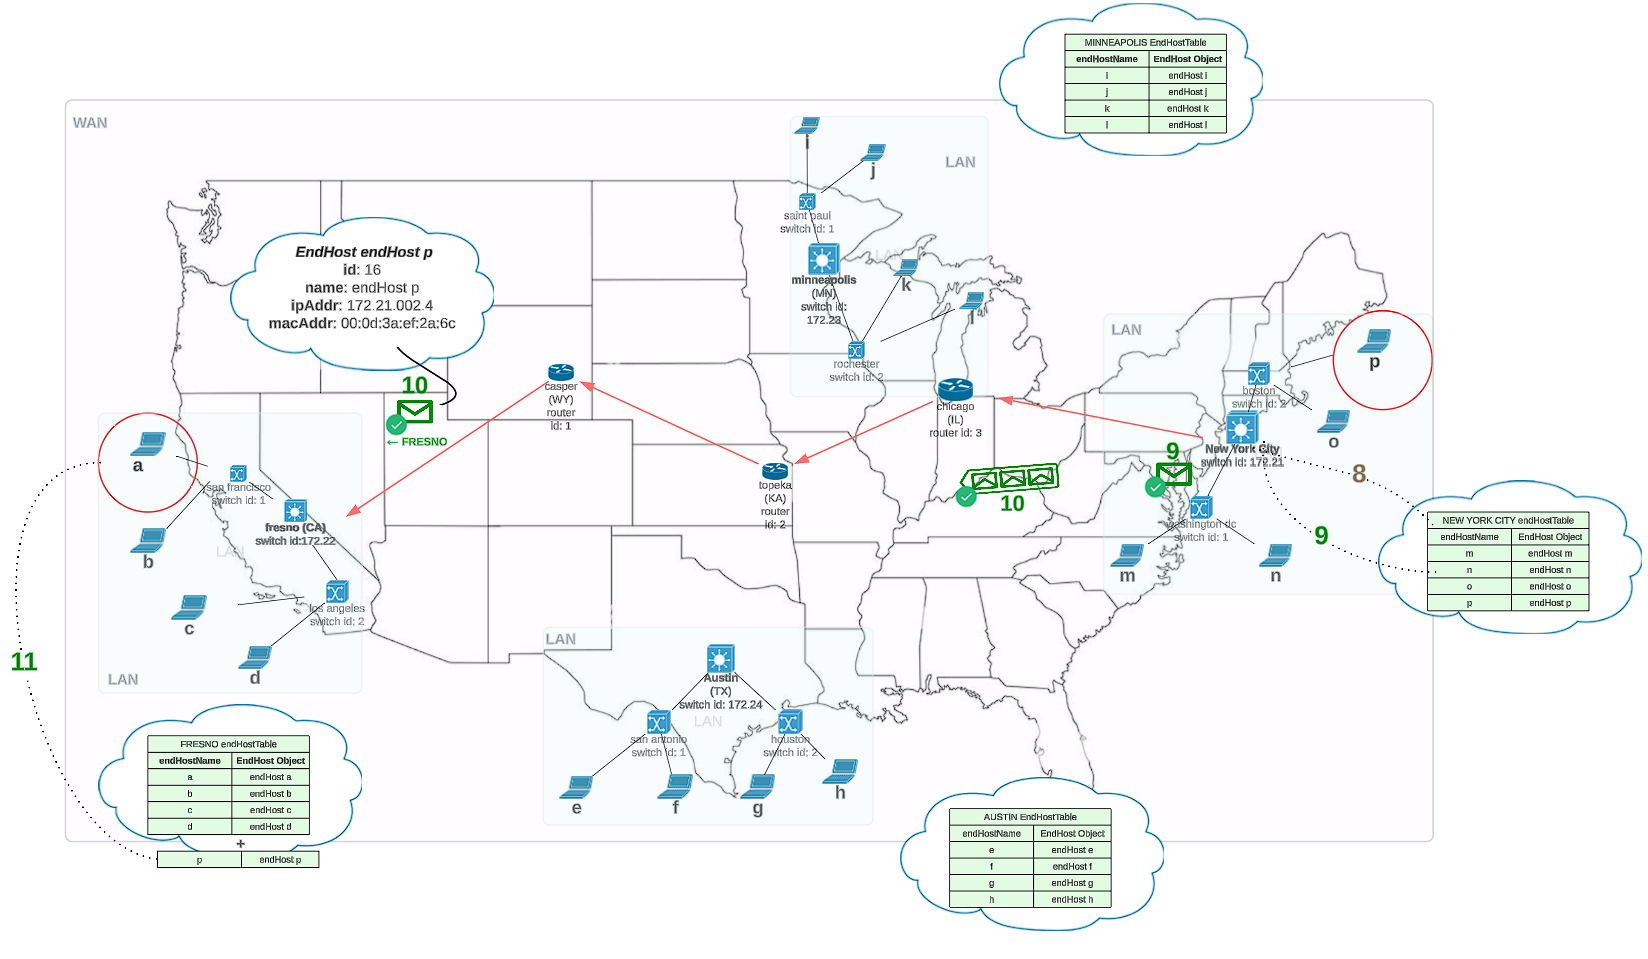 MINNEAPOLIS EndHostTable
endHostName EndHost Object
I endHost i
j endHost j
k endHost k
l endHost l
WAN
LAN
i
j
saint paul
switch id: 1
LAN
minneapolis
(MN)
switch id:
172.23
k
l
rochester
switch id: 2
EndHost endHost p
id: 16
name: endHost p
ipAddr: 172.21.002.4
macAddr: 00:0d:3a:ef:2a:6c
10
← FRESNO
casper
(WY)
router
id: 1
chicago
(IL)
router id: 3
topeka
(KA)
router
id: 2
10
LAN
p
boston
switch id: 2
o
New York City
switch id: 172.21
9
8
9
washington dc
switch id: 1
m
n
NEW YORK CITY endHostTable
endHostName EndHost Object
m endHost m
n endHost n
o endHost o
p endHost p
a
san francisco
switch id: 1
b
fresno (CA)
switch id:172.22
LAN
c
los angeles
switch id: 2
d
LAN
11
LAN
Austin
(TX)
switch id: 172.24
LAN
san antonio
switch id: 1
houston
switch id: 2
e
f
g
h
FRESNO endHostTable
endHostName EndHost Object
a endHost a
b endHost b
c endHost c
d endHost d
+
p endHost p
AUSTIN EndHostTable
endHostName EndHost Object
e endHost e
f endHost f
g endHost g
h endHost h